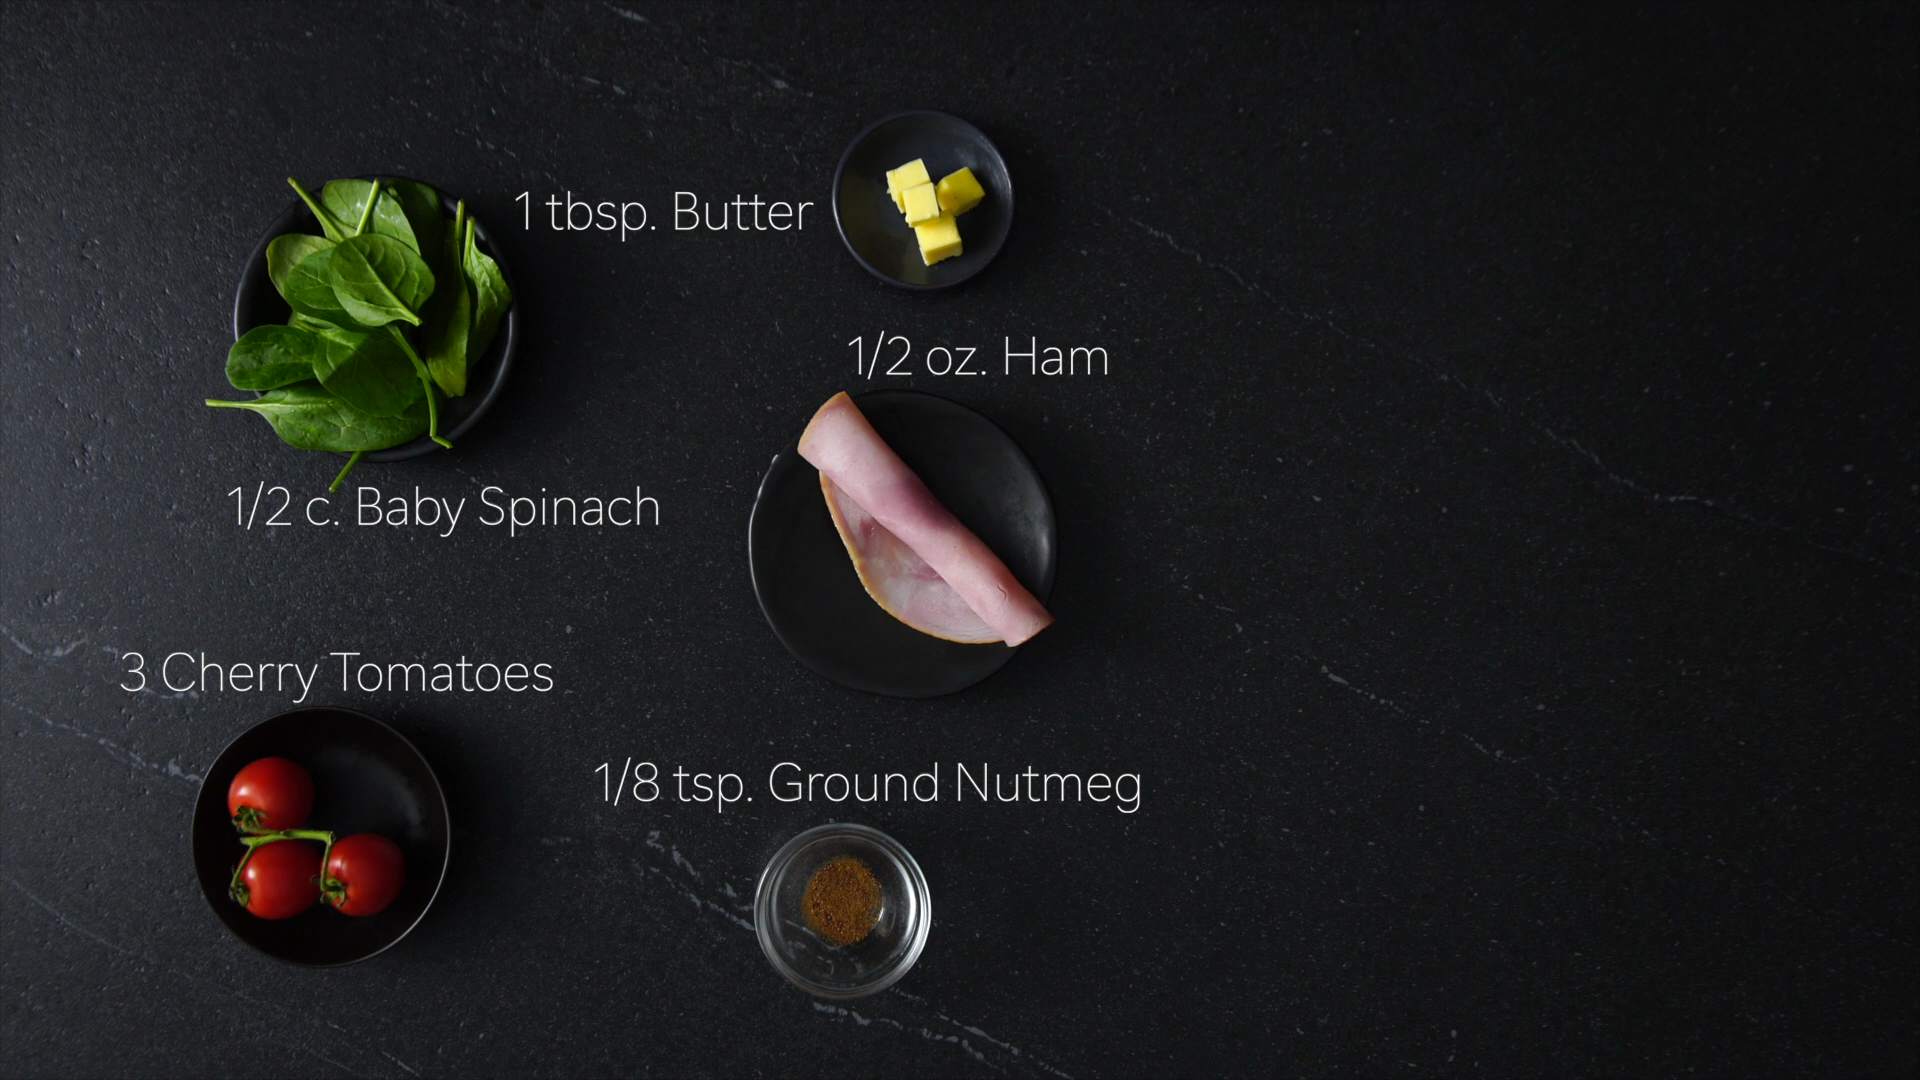 1 tbsp. Butter
1/2 oz. Ham
1/2 c. Baby Spinach
3 Cherry Tomatoes
1/8 tsp. Ground Nutmeg